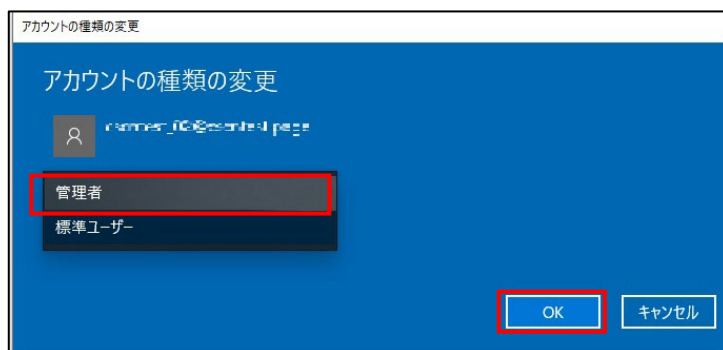 アカウントの種類の変更
アカウントの種類の変更
管理者
標準ユーザー
OK
キャンセル